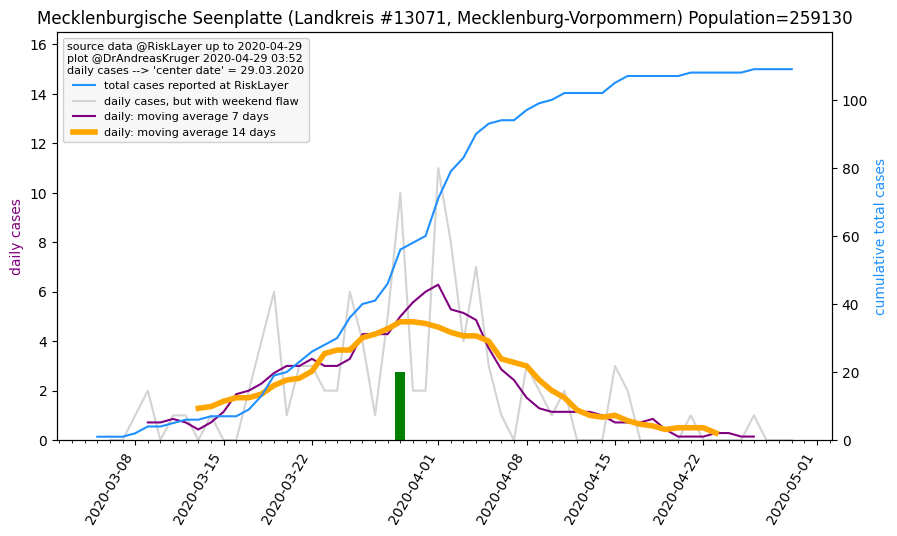 Mecklenburgische Seenplatte (Landkreis #13071, Mecklenburg-Vorpommern) Population=259130
source data @RiskLayer up to 2020-04-29
plot @DrAndreasKruger 2020-04-29 03:52
daily cases --> 'center date' = 29.03.2020
total cases reported at RiskLayer
daily cases, but with weekend flaw
daily: moving average 7 days
daily: moving average 14 days
daily cases
16
14
12
10
8
6
4
2
0
100
80
60
40
20
0
cumulative total cases
2020-03-08
2020-03-15
2020-03-22
2020-04-01
2020-04-08
2020-04-15
2020-04-22
2020-05-01